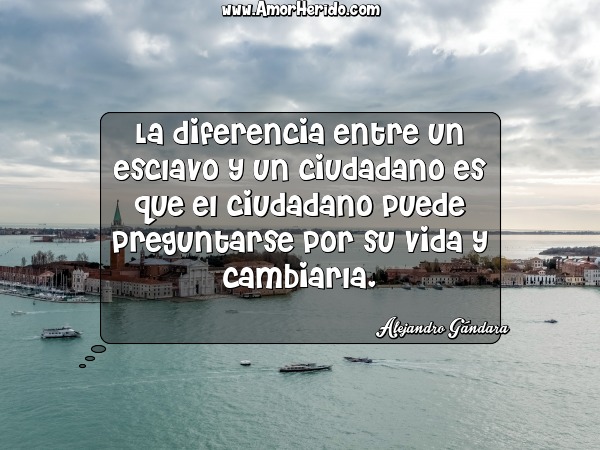 www.AmorHerido.com
La diferencia entre un
esclavo y un ciudadano es
que el ciudadano puede
preguntarse por su vida y
cambiarla.
Alejandro Gándara